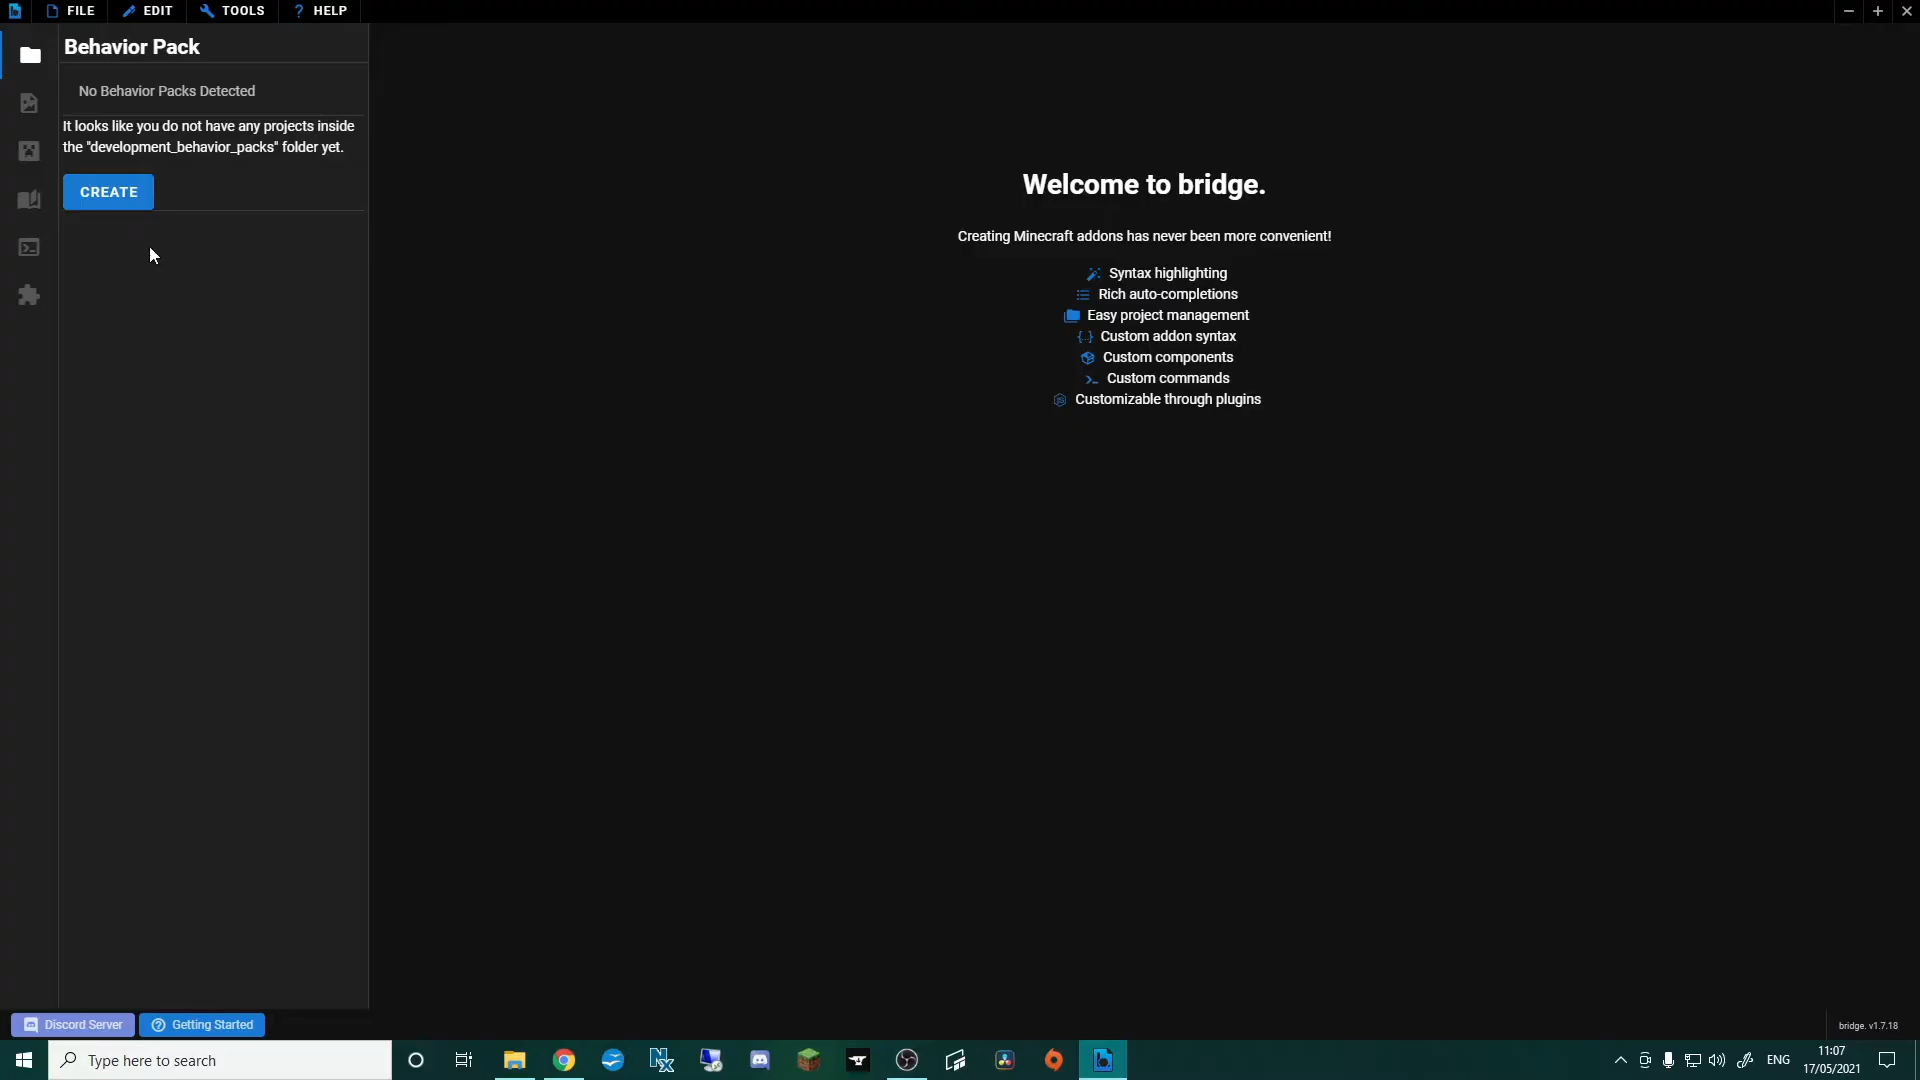 FILE
EDIT
TOOLS
? HELP
Behavior Pack
No Behavior Packs Detected
It looks like you do not have any projects inside
the "development_behavior_packs" folder yet.
CREATE
Welcome to bridge.
Creating Minecraft addons has never been more convenient!
Syntax highlighting
Rich auto-completions
Easy project management
Custom addon syntax
Custom components
Custom commands
Customizable through plugins
Discord Server
Getting Started
bridge. v1.7.18
Type here to search
ENG
11:07
17/05/2021